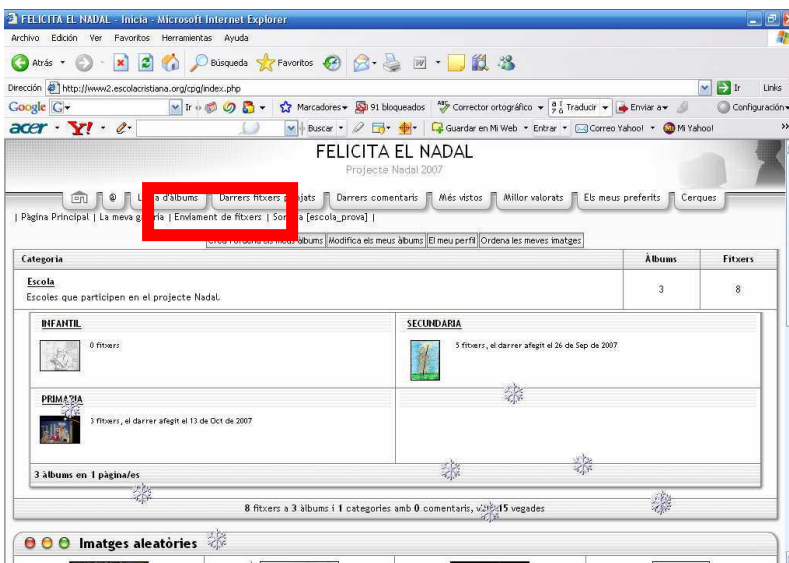 FELICITA EL NADAL - Inicia - Microsoft Internet Explorer
Archivo Edición Ver Favoritos Herramientas Ayuda
Atrás Búsqueda Favoritos
Dirección http://www2.escolacristiana.org/cpg/index.php Ir Links
Google G Ir Marcadores 91 bloqueados Corrector ortográfico Traducir Enviar a Configuración
acer Y! Buscar Guardar en Mi Web Entrar Correo Yahoo! Mi Yahoo!
FELICITA EL NADAL
Projecte Nadal 2007
@ d'àlbums Darrers fitxers Darrers comentaris Més vistos Millor valorats Els meus preferits Cerques
| Pàgina Principal | La meva | Enviament de fitxers | [escola_prova] |
els meus àlbums Modifica els meus àlbums El meu perfil Ordena les meves imatges
Categoria Àlbums Fitxers
Escola
Escoles que participen en el projecte Nadal. 3 8
INFANTIL SECUNDARIA
0 fitxers 5 fitxers, el darrer afegit el 26 de Sep de 2007
PRIMARIA
3 fitxers, el darrer afegit el 13 de Oct de 2007
3 àlbums en 1 pàgina/es
8 fitxers a 3 àlbums i 1 categories amb 0 comentaris, 15 vegades
Imatges aleatòries